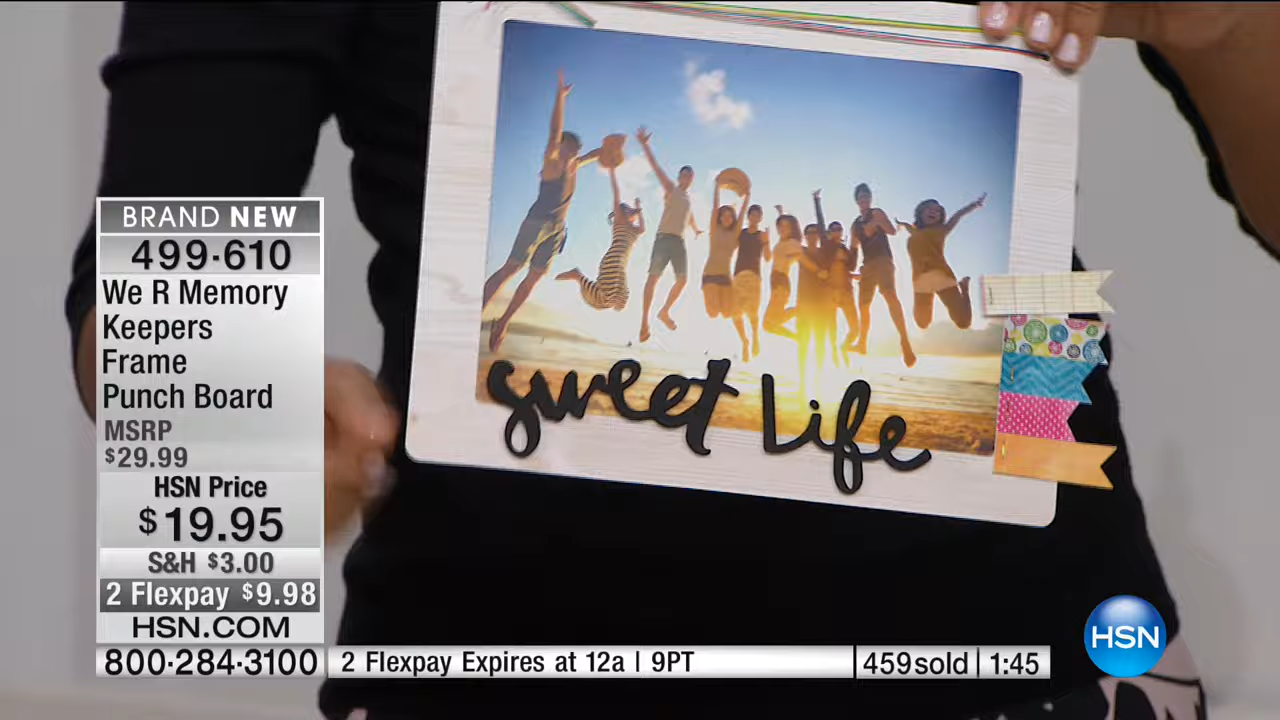 BRAND NEW
499·610
We R Memory
Keepers
Frame
Punch Board
MSRP
$29.99
HSN Price
$19.95
S&H $3.00
2 Flexpay $9.98
HSN.COM
800·284·3100
2 Flexpay Expires at 12a | 9PT
459sold
1:45
sweet life
HSN